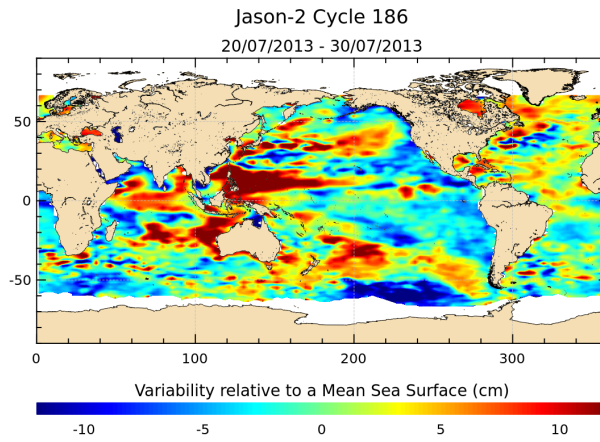 Jason-2 Cycle 186
20/07/2013 - 30/07/2013
50
0
-50
0 100 200 300
Variability relative to a Mean Sea Surface (cm)
-10 -5 0 5 10